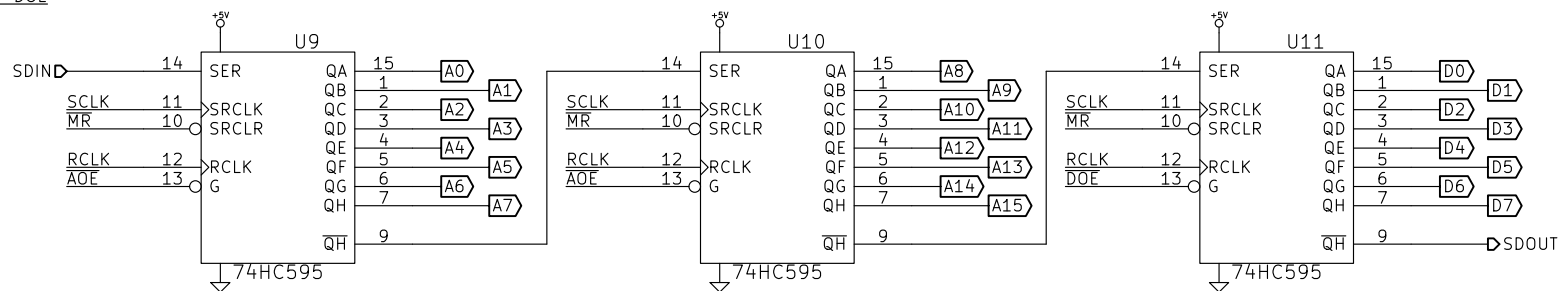 DOE
+5V +5V +5V
U9 U10 U11
SDIN 14 SER QA 15 A0 14 SER QA 15 A8 14 SER QA 15 D0
QB 1 A1 QB 1 A9 QB 1 D1
SCLK 11 SRCLK QC 2 A2 SCLK 11 SRCLK QC 2 A10 SCLK 11 SRCLK QC 2 D2
MR 10 SRCLR QD 3 A3 MR 10 SRCLR QD 3 A11 MR 10 SRCLR QD 3 D3
QE 4 A4 QE 4 A12 QE 4 D4
RCLK 12 RCLK QF 5 A5 RCLK 12 RCLK QF 5 A13 RCLK 12 RCLK QF 5 D5
AOE 13 G QG 6 A6 AOE 13 G QG 6 A14 DOE 13 G QG 6 D6
QH 7 A7 QH 7 A15 QH 7 D7
QH 9 QH 9 QH 9 SDOUT
74HC595 74HC595 74HC595